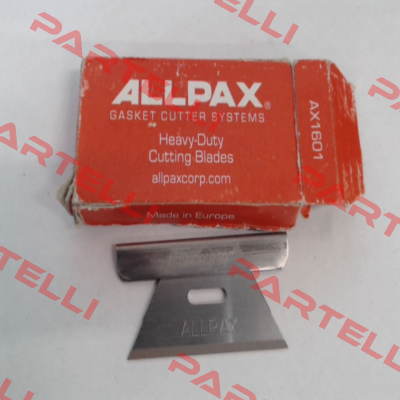 ALLPAX®
GASKET CUTTER SYSTEMS
Heavy-Duty
Cutting Blades
allpaxcorp.com
Made in Europe
AX1601
ALLPAX
PARTELLI
PARTELLI
PARTELLI
PARTELLI